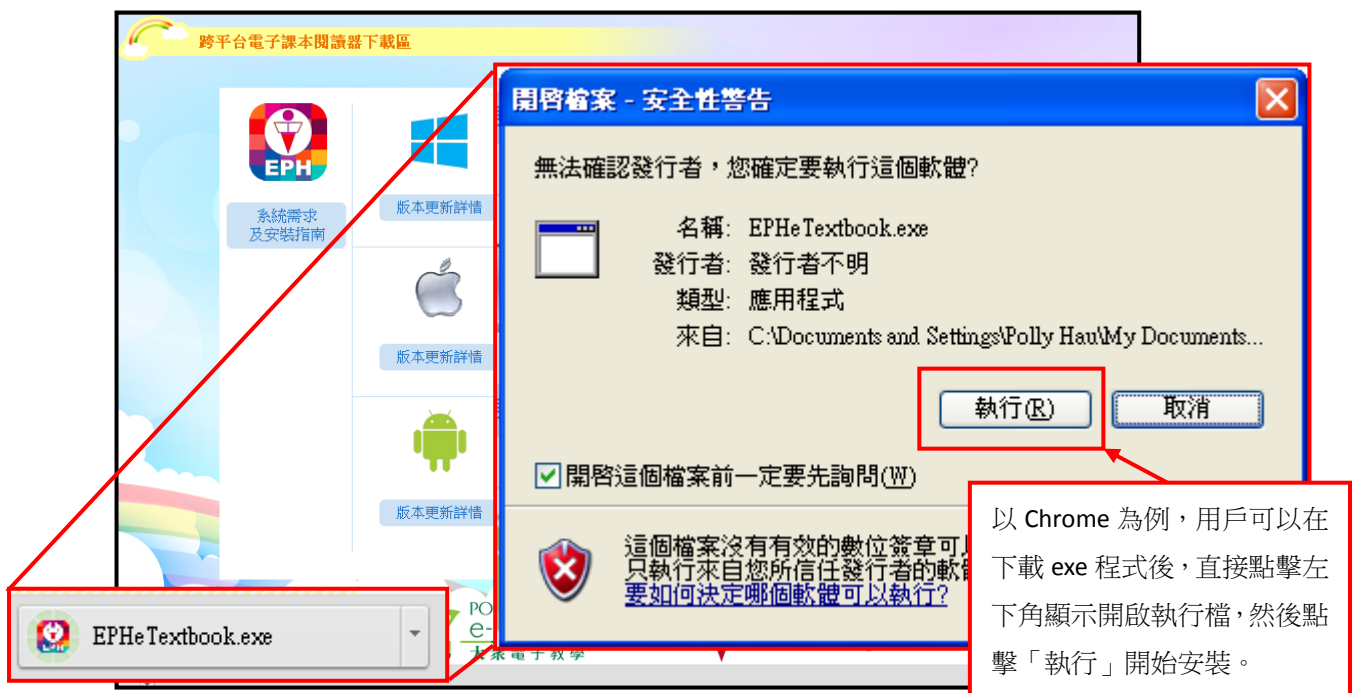 跨平台電子課本閱讀器下載區
EPH
系統需求
及安裝指南
版本更新詳情
版本更新詳情
版本更新詳情
開啓檔案 - 安全性警告
無法確認發行者，您確定要執行這個軟體?
名稱: EPHeTextbook.exe
發行者: 發行者不明
類型: 應用程式
來自: C:\Documents and Settings\Polly Hau\My Documents...
執行(R) 取消
開啓這個檔案前一定要先詢問(W)
這個檔案沒有有效的數位簽章可
只執行來自您所信任發行者的軟
要如何決定哪個軟體可以執行?
以 Chrome 為例，用戶可以在
下載 exe 程式後，直接點擊左
下角顯示開啟執行檔，然後點
擊「執行」開始安裝。
EPHeTextbook.exe
PO
e-
大眾電子教學